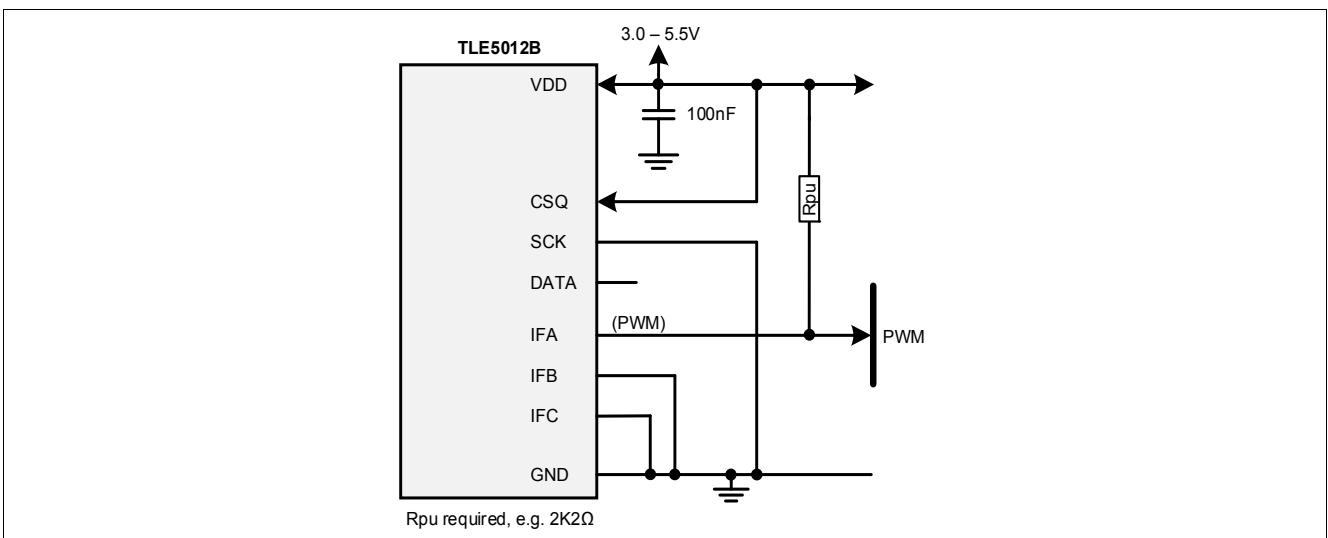 3.0 – 5.5V
TLE5012B
VDD
100nF
CSQ
Rpu
SCK
DATA
IFA
(PWM)
PWM
IFB
IFC
GND
Rpu required, e.g. 2K2Ω